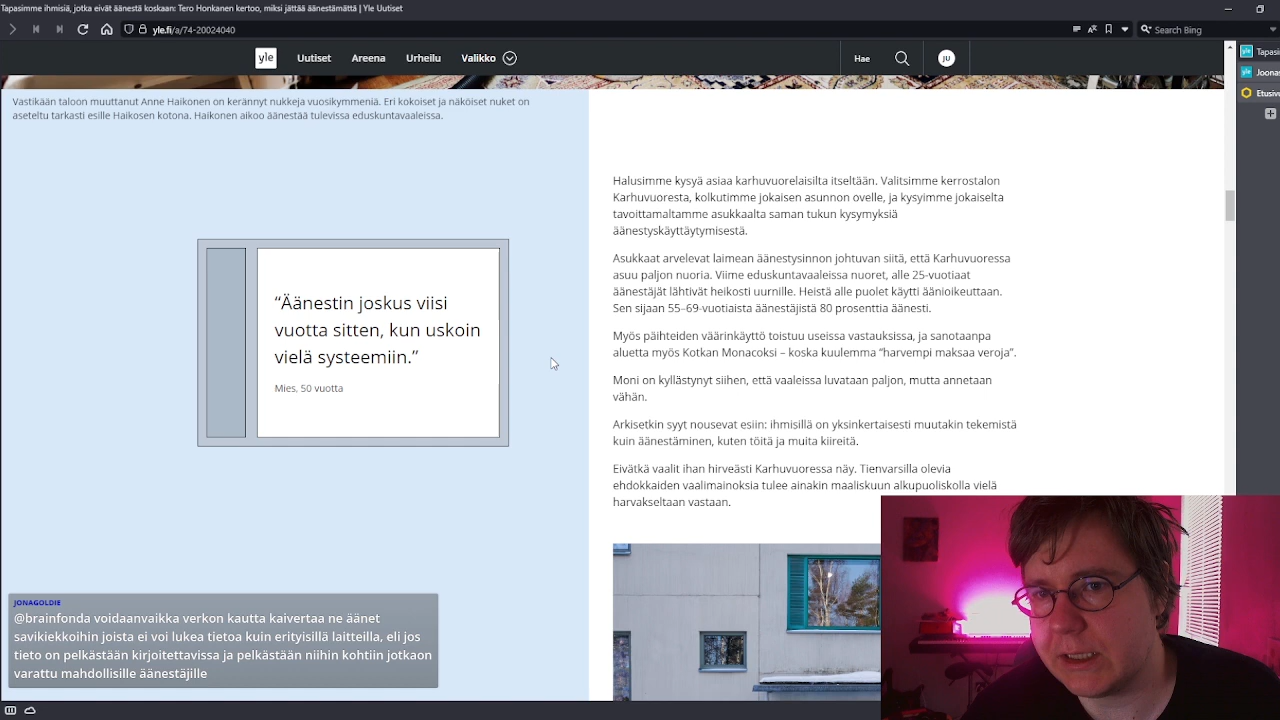 Tapasimme ihmisiä, jotka eivät äänestä koskaan: Tero Honkanen kertoo, miksi jättää äänestämättä | Yle Uutiset
yle.fi/a/74-20024040
Search Bing
yle
Uutiset
Areena
Urheilu
Valikko
Hae
JU
Tapasi
Joonas
Etusivu
Vastikään taloon muuttanut Anne Haikonen on kerännyt nukkeja vuosikymmeniä. Eri kokoiset ja näköiset nuket on
aseteltu tarkasti esille Haikosen kotona. Haikonen aikoo äänestää tulevissa eduskuntavaaleissa.
“Äänestin joskus viisi
vuotta sitten, kun uskoin
vielä systeemiin.”
Mies, 50 vuotta
Halusimme kysyä asiaa karhuvuorelaisilta itseltään. Valitsimme kerrostalon
Karhuvuoresta, kolkutimme jokaisen asunnon ovelle, ja kysyimme jokaiselta
tavoittamaltamme asukkaalta saman tukun kysymyksiä
äänestyskäyttäytymisestä.
Asukkaat arvelevat laimean äänestysinnon johtuvan siitä, että Karhuvuoressa
asuu paljon nuoria. Viime eduskuntavaaleissa nuoret, alle 25-vuotiaat
äänestäjät lähtivät heikosti uurnille. Heistä alle puolet käytti äänioikeuttaan.
Sen sijaan 55–69-vuotiaista äänestäjistä 80 prosenttia äänesti.
Myös päihteiden väärinkäyttö toistuu useissa vastauksissa, ja sanotaanpa
aluetta myös Kotkan Monacoksi – koska kuulemma ”harvempi maksaa veroja”.
Moni on kyllästynyt siihen, että vaaleissa luvataan paljon, mutta annetaan
vähän.
Arkisetkin syyt nousevat esiin: ihmisillä on yksinkertaisesti muutakin tekemistä
kuin äänestäminen, kuten töitä ja muita kiireitä.
Eivätkä vaalit ihan hirveästi Karhuvuoressa näy. Tienvarsilla olevia
ehdokkaiden vaalimainoksia tulee ainakin maaliskuun alkupuoliskolla vielä
harvakseltaan vastaan.
JONAGOLDIE
@brainfonda voidaanvaikka verkon kautta kaivertaa ne äänet
savikiekkoihin joista ei voi lukea tietoa kuin erityisillä laitteilla, eli jos
tieto on pelkästään kirjoitettavissa ja pelkästään niihin kohtiin jotkaon
varattu mahdollisille äänestäjille